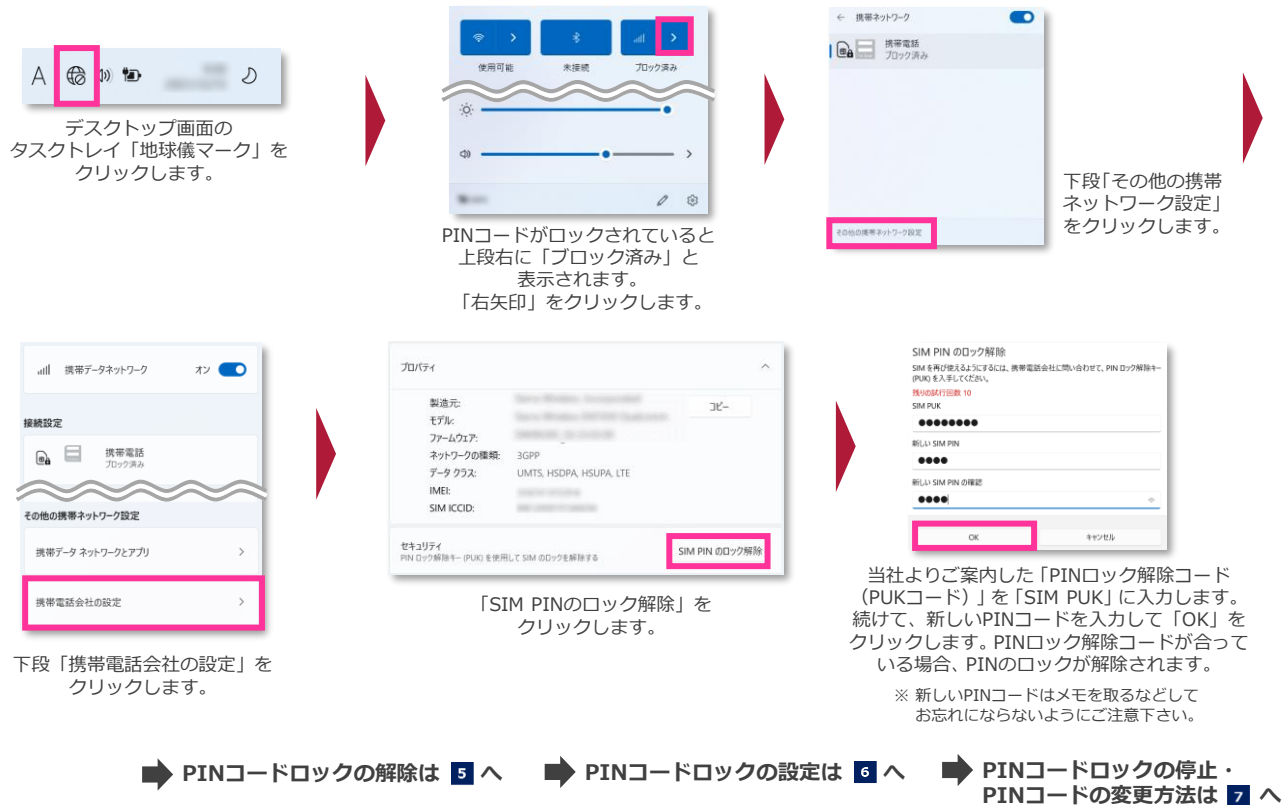 A
デスクトップ画面の
タスクトレイ「地球儀マーク」を
クリックします。
使用可能
未接続
ブロック済み
PINコードがロックされていると
上段右に「ブロック済み」と
表示されます。
「右矢印」をクリックします。
← 携帯ネットワーク
携帯電話
ブロック済み
その他の携帯ネットワーク設定
下段「その他の携帯
ネットワーク設定」
をクリックします。
携帯データネットワーク オン
接続設定
携帯電話
ブロック済み
その他の携帯ネットワーク設定
携帯データ ネットワークとアプリ
携帯電話会社の設定
下段「携帯電話会社の設定」を
クリックします。
プロパティ
製造元:
コピー
モデル:
ファームウェア:
ネットワークの種類: 3GPP
データ クラス: UMTS, HSDPA, HSUPA, LTE
IMEI:
SIM ICCID:
セキュリティ
PIN ロック解除キー (PUK) を使用して SIM のロックを解除する
SIM PIN のロック解除
「SIM PINのロック解除」を
クリックします。
SIM PIN のロック解除
SIM を再び使えるようにするには、携帯電話会社に問い合わせて、PIN ロック解除キー
(PUK) を入手してください。
残りの試行回数 10
SIM PUK
●●●●●●●●
新しい SIM PIN
●●●●
新しい SIM PIN の確認
●●●●
OK キャンセル
当社よりご案内した「PINロック解除コード
（PUKコード）」を「SIM PUK」に入力します。
続けて、新しいPINコードを入力して「OK」を
クリックします。PINロック解除コードが合って
いる場合、PINのロックが解除されます。
※ 新しいPINコードはメモを取るなどして
お忘れにならないようにご注意下さい。
PINコードロックの解除は 5 へ
PINコードロックの設定は 6 へ
PINコードロックの停止・
PINコードの変更方法は 7 へ